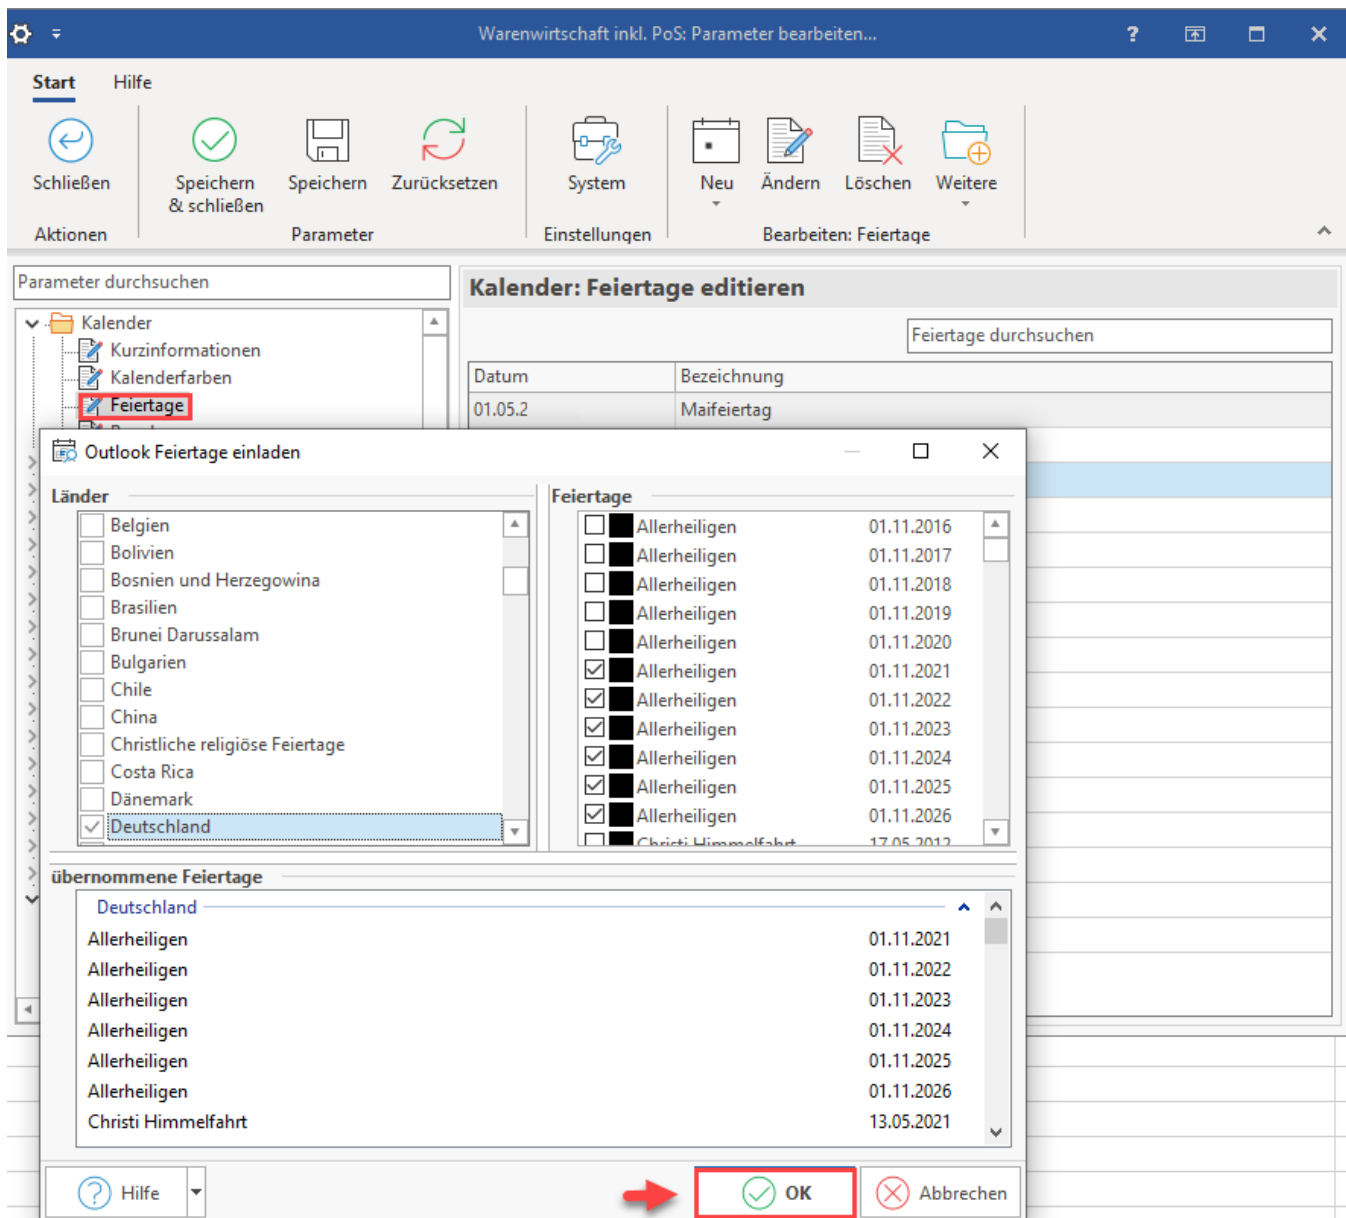 Warenwirtschaft inkl. PoS: Parameter bearbeiten...
Start Hilfe
Schließen Speichern & schließen Speichern Zurücksetzen System Neu Ändern Löschen Weitere
Aktionen Parameter Einstellungen Bearbeiten: Feiertage
Parameter durchsuchen
Kalender
Kurzinformationen
Kalenderfarben
Feiertage
Kalender: Feiertage editieren
Feiertage durchsuchen
Datum Bezeichnung
01.05.2 Maifeiertag
Outlook Feiertage einladen
Länder
Belgien
Bolivien
Bosnien und Herzegowina
Brasilien
Brunei Darussalam
Bulgarien
Chile
China
Christliche religiöse Feiertage
Costa Rica
Dänemark
Deutschland
Feiertage
Allerheiligen 01.11.2016
Allerheiligen 01.11.2017
Allerheiligen 01.11.2018
Allerheiligen 01.11.2019
Allerheiligen 01.11.2020
Allerheiligen 01.11.2021
Allerheiligen 01.11.2022
Allerheiligen 01.11.2023
Allerheiligen 01.11.2024
Allerheiligen 01.11.2025
Allerheiligen 01.11.2026
Christi Himmelfahrt 17.05.2012
übernommene Feiertage
Deutschland
Allerheiligen 01.11.2021
Allerheiligen 01.11.2022
Allerheiligen 01.11.2023
Allerheiligen 01.11.2024
Allerheiligen 01.11.2025
Allerheiligen 01.11.2026
Christi Himmelfahrt 13.05.2021
Hilfe OK Abbrechen